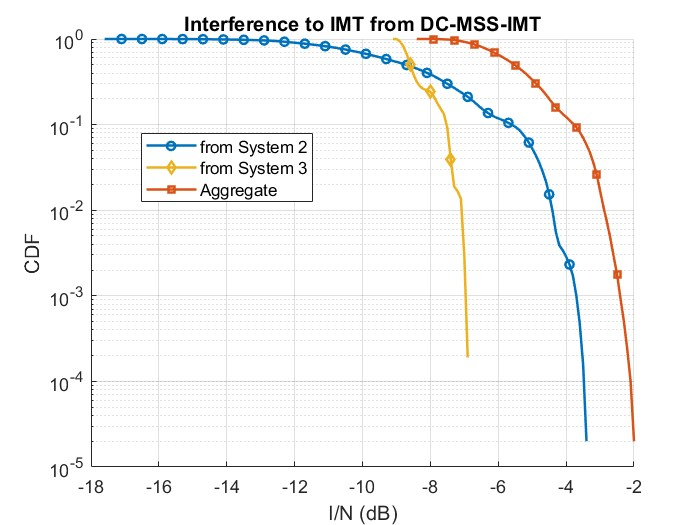 Interference to IMT from DC-MSS-IMT
10^0
10^-1
10^-2
10^-3
10^-4
10^-5
CDF
from System 2
from System 3
Aggregate
-18 -16 -14 -12 -10 -8 -6 -4 -2
I/N (dB)